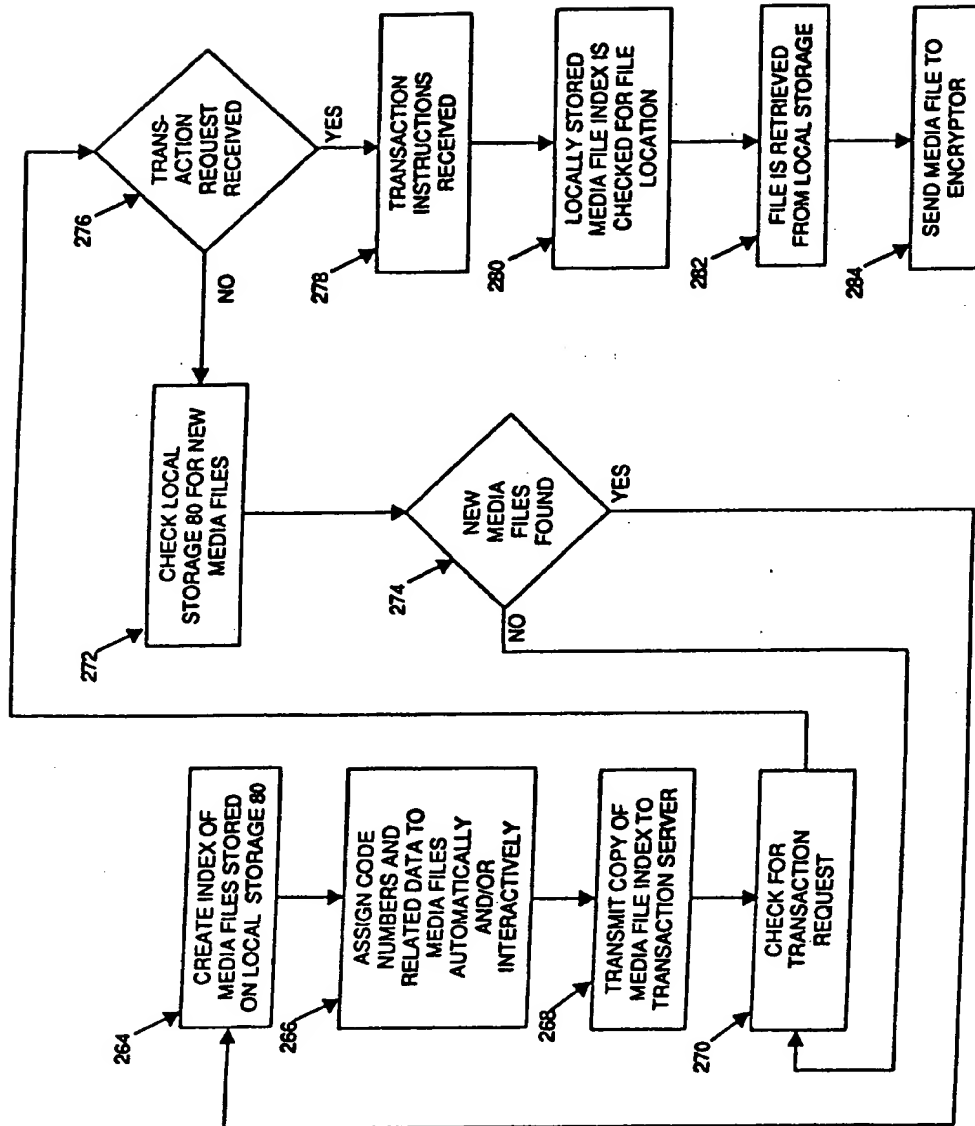 264
CREATE INDEX OF
MEDIA FILES STORED
ON LOCAL STORAGE 80
266
ASSIGN CODE
NUMBERS AND
RELATED DATA TO
MEDIA FILES
AUTOMATICALLY
AND/OR
INTERACTIVELY
268
TRANSMIT COPY OF
MEDIA FILE INDEX TO
TRANSACTION SERVER
270
CHECK FOR
TRANSACTION
REQUEST
272
CHECK LOCAL
STORAGE 80 FOR NEW
MEDIA FILES
274
NEW
MEDIA
FILES
FOUND
NO
YES
276
TRANS-
ACTION
REQUEST
RECEIVED
NO
YES
278
TRANSACTION
INSTRUCTIONS
RECEIVED
280
LOCALLY STORED
MEDIA FILE INDEX IS
CHECKED FOR FILE
LOCATION
282
FILE IS RETRIEVED
FROM LOCAL STORAGE
284
SEND MEDIA FILE TO
ENCRYPTOR